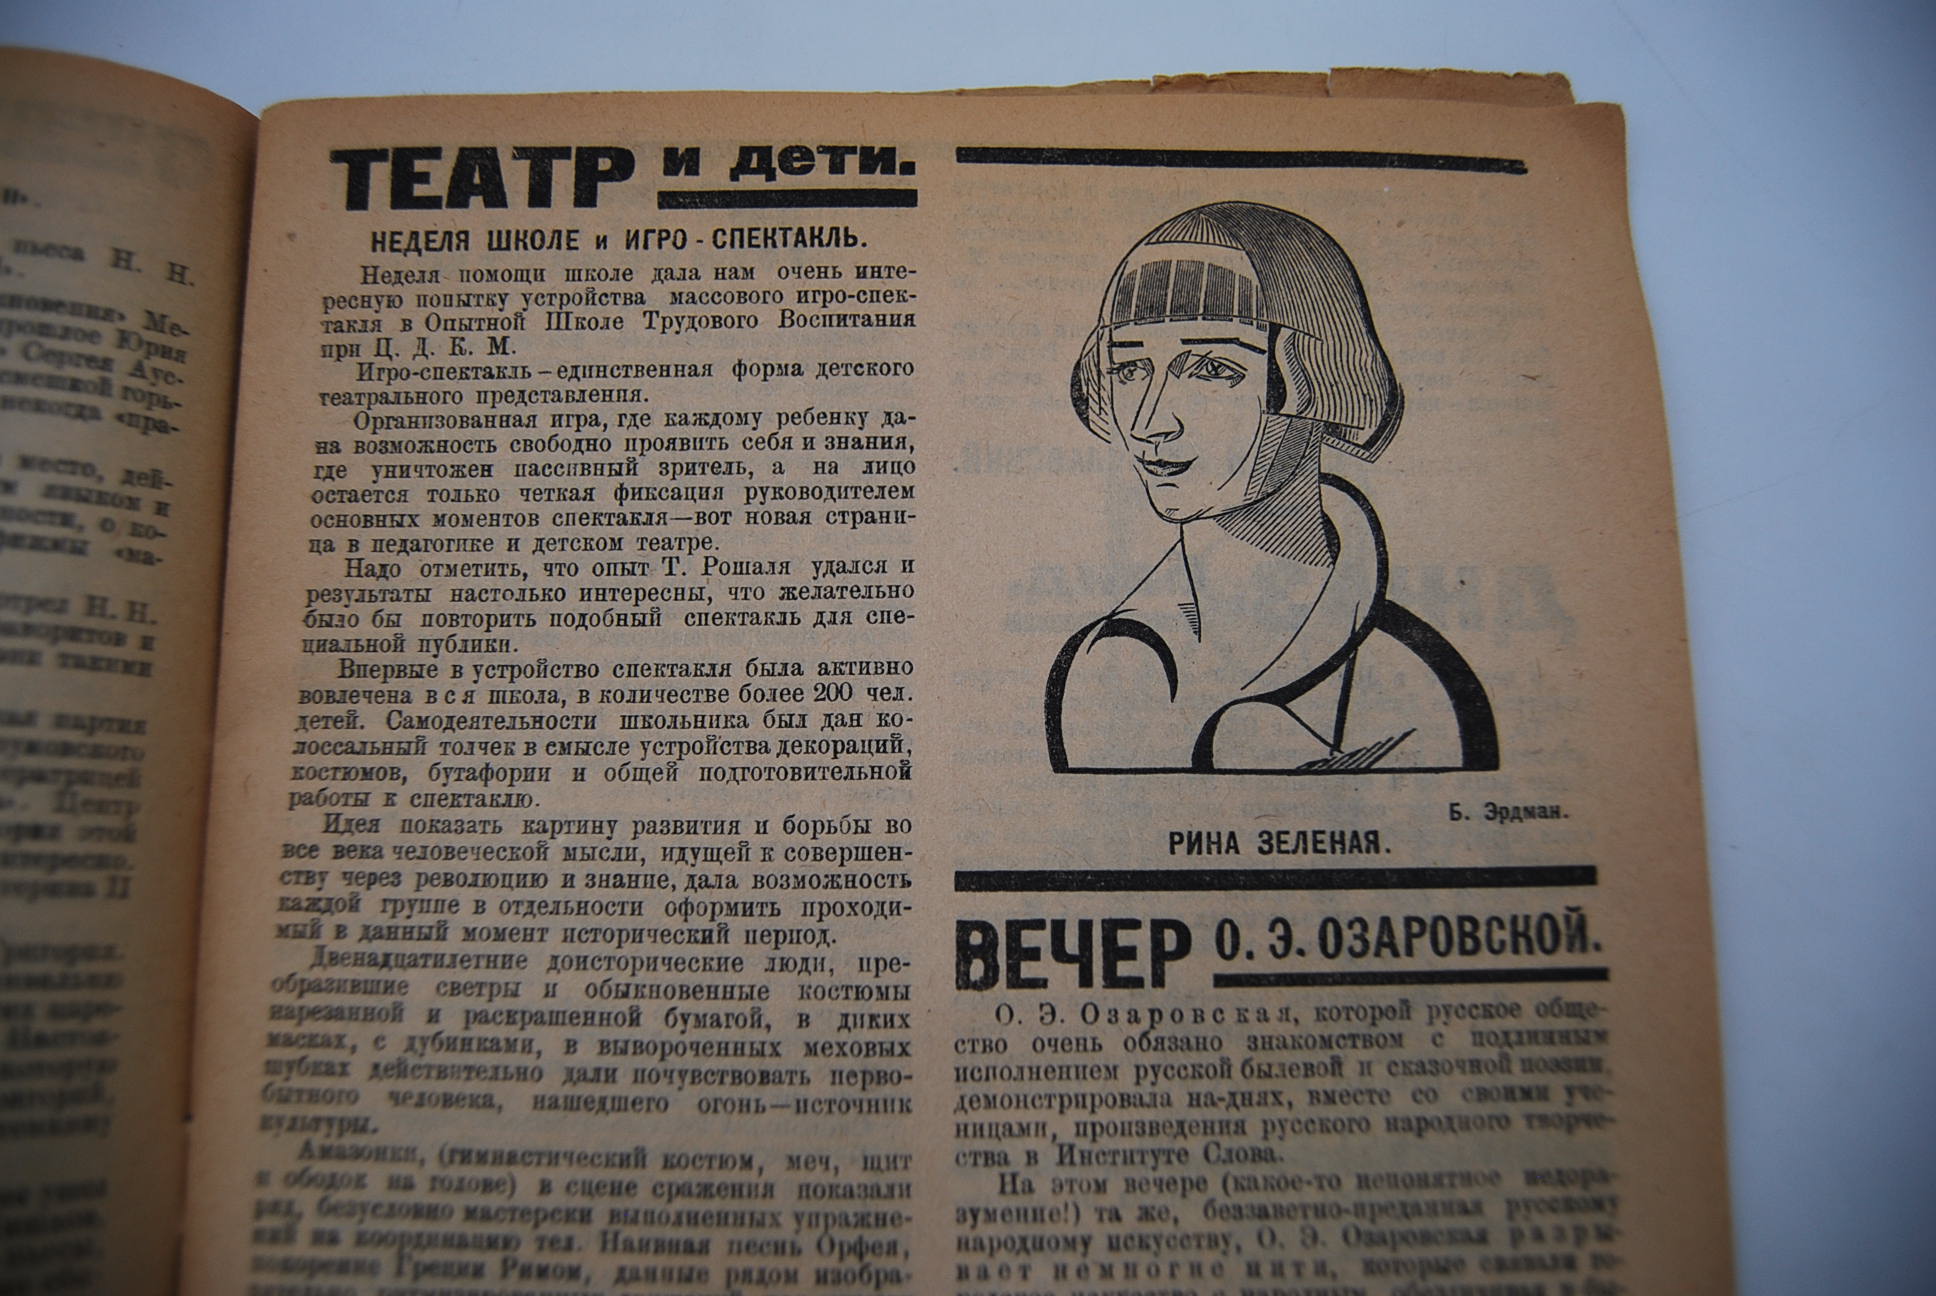 пьеса Н. Н.
ТЕАТР и дети.
НЕДЕЛЯ ШКОЛЕ и ИГРО - СПЕКТАКЛЬ.
Неделя помощи школе дала нам очень инте-
ресную попытку устройства массового игро-спек-
такля в Опытной Школе Трудового Воспитания
при Ц. Д. К. М.
Игро-спектакль – единственная форма детского
театрального представления.
Организованная игра, где каждому ребенку да-
на возможность свободно проявить себя и знания,
где уничтожен пассивный зритель, а на лицо
остается только четкая фиксация руководителем
основных моментов спектакля—вот новая страни-
ца в педагогике и детском театре.
Надо отметить, что опыт Т. Рошаля удался и
результаты настолько интересны, что желательно
было бы повторить подобный спектакль для спе-
циальной публики.
Впервые в устройство спектакля была активно
вовлечена вся школа, в количестве более 200 чел.
детей. Самодеятельности школьника был дан ко-
лоссальный толчек в смысле устройства декораций,
костюмов, бутафории и общей подготовительной
работы к спектаклю.
Идея показать картину развития и борьбы во
все века человеческой мысли, идущей к совершен-
ству через революцию и знание, дала возможность
каждой группе в отдельности оформить проходи-
мый в данный момент исторический период.
Двенадцатилетние доисторические люди, пре-
образившие светры и обыкновенные костюмы
нарезанной и раскрашенной бумагой, в диких
масках, с дубинками, в вывороченных меховых
шубках действительно дали почувствовать перво-
бытного человека, нашедшего огонь—источник
культуры.
Амазонки, (гимнастический костюм, меч, щит
и ободок на голове) в сцене сражения показали
ряд, безусловно мастерски выполненных упражне-
ний на координацию тел. Наивная песнь Орфея,
покорение Греции Римом, данные рядом изобра-
Б. Эрдман.
РИНА ЗЕЛЕНАЯ.
ВЕЧЕР О. Э. ОЗАРОВСКОЙ.
О. Э. Озаровская, которой русское обще-
ство очень обязано знакомством с подлинным
исполнением русской былевой и сказочной поэзии,
демонстрировала на-днях, вместе со своими уче-
ницами, произведения русского народного творче-
ства в Институте Слова.
На этом вечере (какое-то непонятное недора-
зумение!) та же, беззаветно-преданная русскому
народному искусству, О. Э. Озаровская разры-
вает немногие нити, которые связали го-